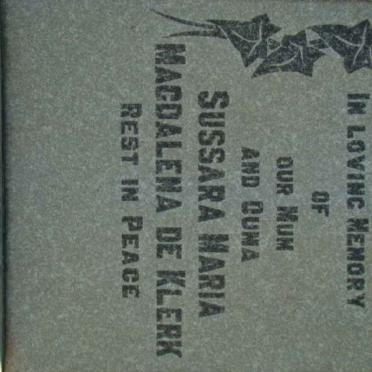 IN LOVING MEMORY
OF
OUR MUM
AND OUMA
SUSSARA MARIA
MAGDALENA DE KLERK
REST IN PEACE